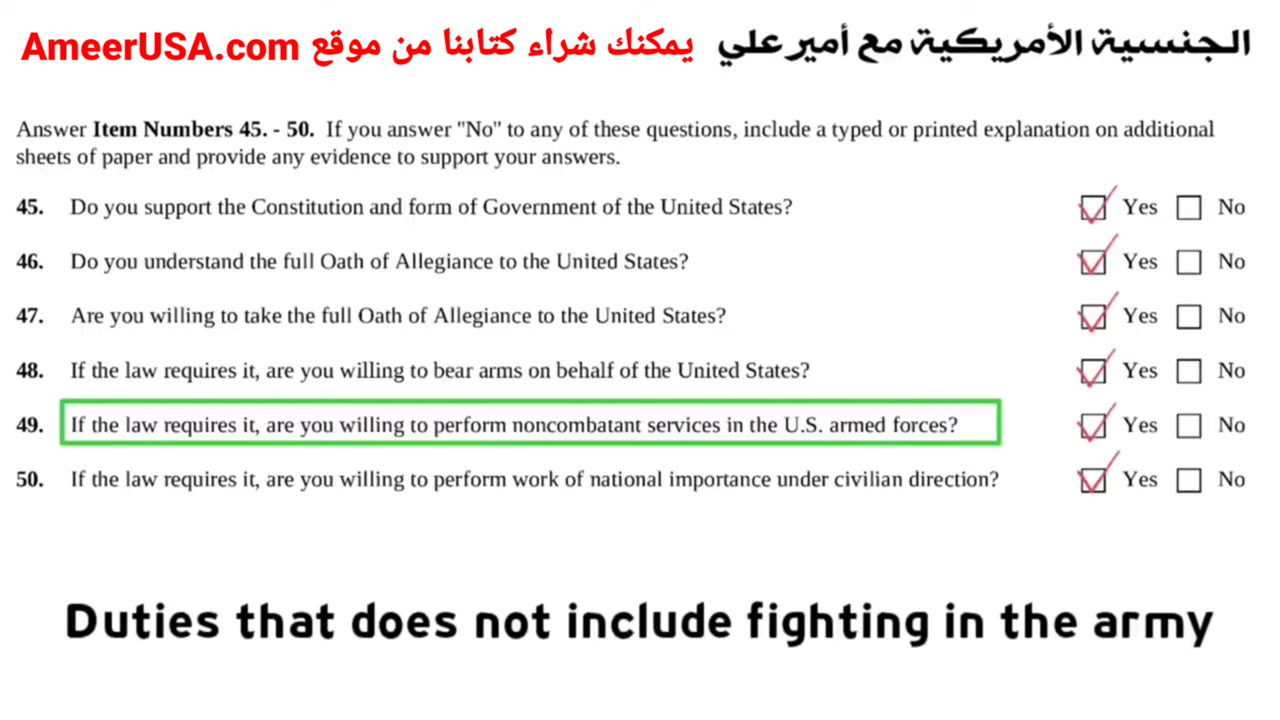 الجنسية الأمريكية مع أمير علي يمكنك شراء كتابنا من موقع AmeerUSA.com
Answer Item Numbers 45. - 50. If you answer "No" to any of these questions, include a typed or printed explanation on additional
sheets of paper and provide any evidence to support your answers.
45. Do you support the Constitution and form of Government of the United States? Yes No
46. Do you understand the full Oath of Allegiance to the United States? Yes No
47. Are you willing to take the full Oath of Allegiance to the United States? Yes No
48. If the law requires it, are you willing to bear arms on behalf of the United States? Yes No
49. If the law requires it, are you willing to perform noncombatant services in the U.S. armed forces? Yes No
50. If the law requires it, are you willing to perform work of national importance under civilian direction? Yes No
Duties that does not include fighting in the army